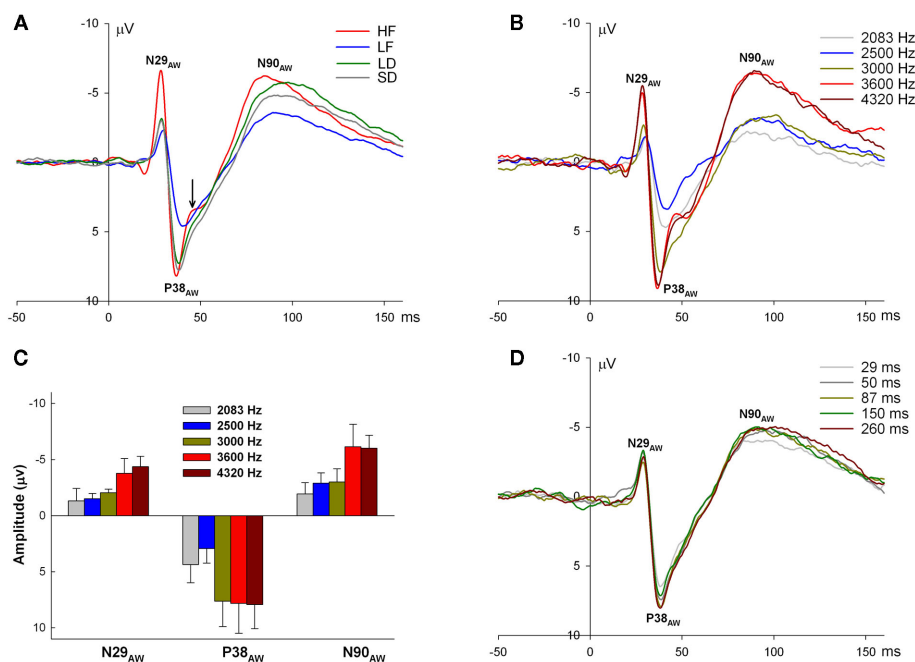 A
-10
µV
HF
LF
LD
SD
N29AW
N90AW
-5
0
5
P38AW
10
-50 0 50 100 150 ms
B
-10
µV
2083 Hz
2500 Hz
3000 Hz
3600 Hz
4320 Hz
N29AW
N90AW
-5
0
5
P38AW
10
-50 0 50 100 150 ms
C
-10
-5
0
5
10
Amplitude (µv)
2083 Hz
2500 Hz
3000 Hz
3600 Hz
4320 Hz
N29AW P38AW N90AW
D
-10
µV
29 ms
50 ms
87 ms
150 ms
260 ms
N29AW
N90AW
-5
0
5
P38AW
10
-50 0 50 100 150 ms